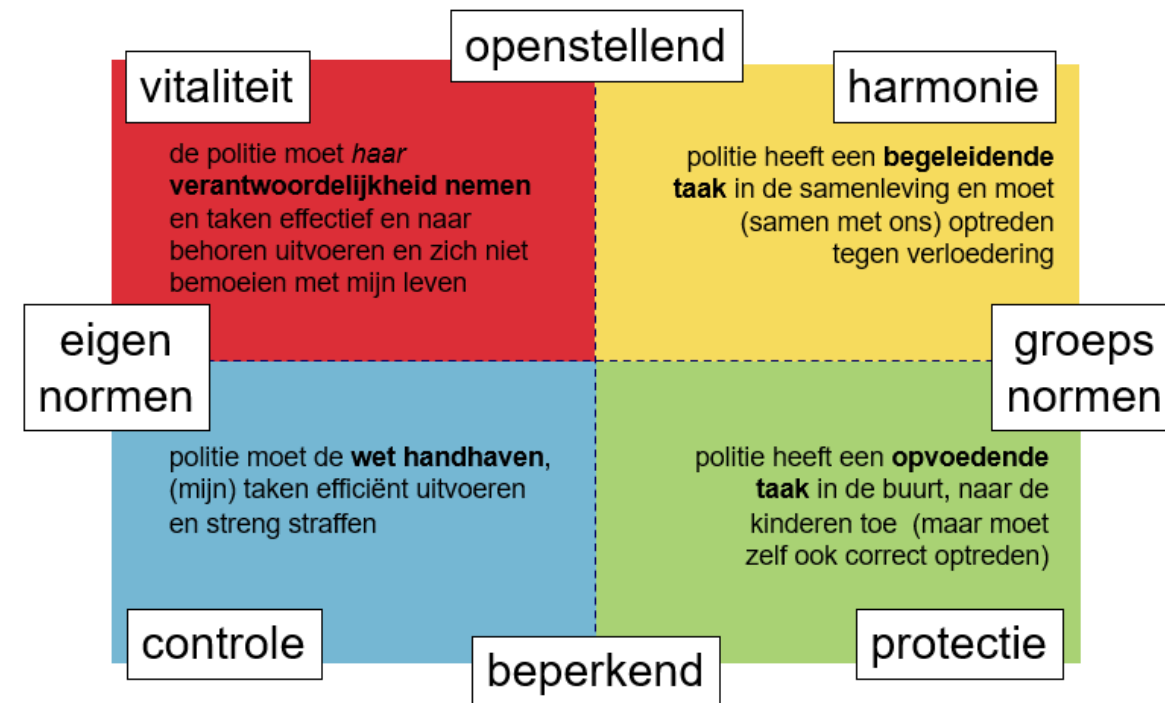 openstellend
vitaliteit
harmonie
de politie moet haar
verantwoordelijkheid nemen
en taken effectief en naar
behoren uitvoeren en zich niet
bemoeien met mijn leven
politie heeft een begeleidende
taak in de samenleving en moet
(samen met ons) optreden
tegen verloedering
eigen
normen
groeps
normen
politie moet de wet handhaven,
(mijn) taken efficiënt uitvoeren
en streng straffen
politie heeft een opvoedende
taak in de buurt, naar de
kinderen toe (maar moet
zelf ook correct optreden)
controle
beperkend
protectie